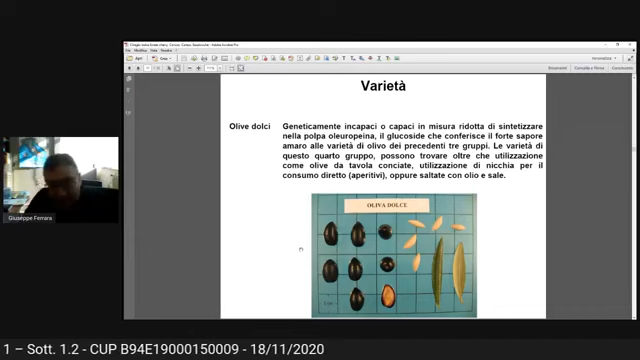 Varietà
Olive dolci
Geneticamente incapaci o capaci in misura ridotta di sintetizzare
nella polpa oleuropeina, il glucoside che conferisce il forte sapore
amaro alle varietà di olivo dei precedenti tre gruppi. Le varietà di
questo quarto gruppo, possono trovare oltre che utilizzazione
come olive da tavola conciate, utilizzazione di nicchia per il
consumo diretto (aperitivi), oppure saltate con olio e sale.
OLIVA DOLCE
Giuseppe Ferrara
1 – Sott. 1.2 - CUP B94E19000150009 - 18/11/2020